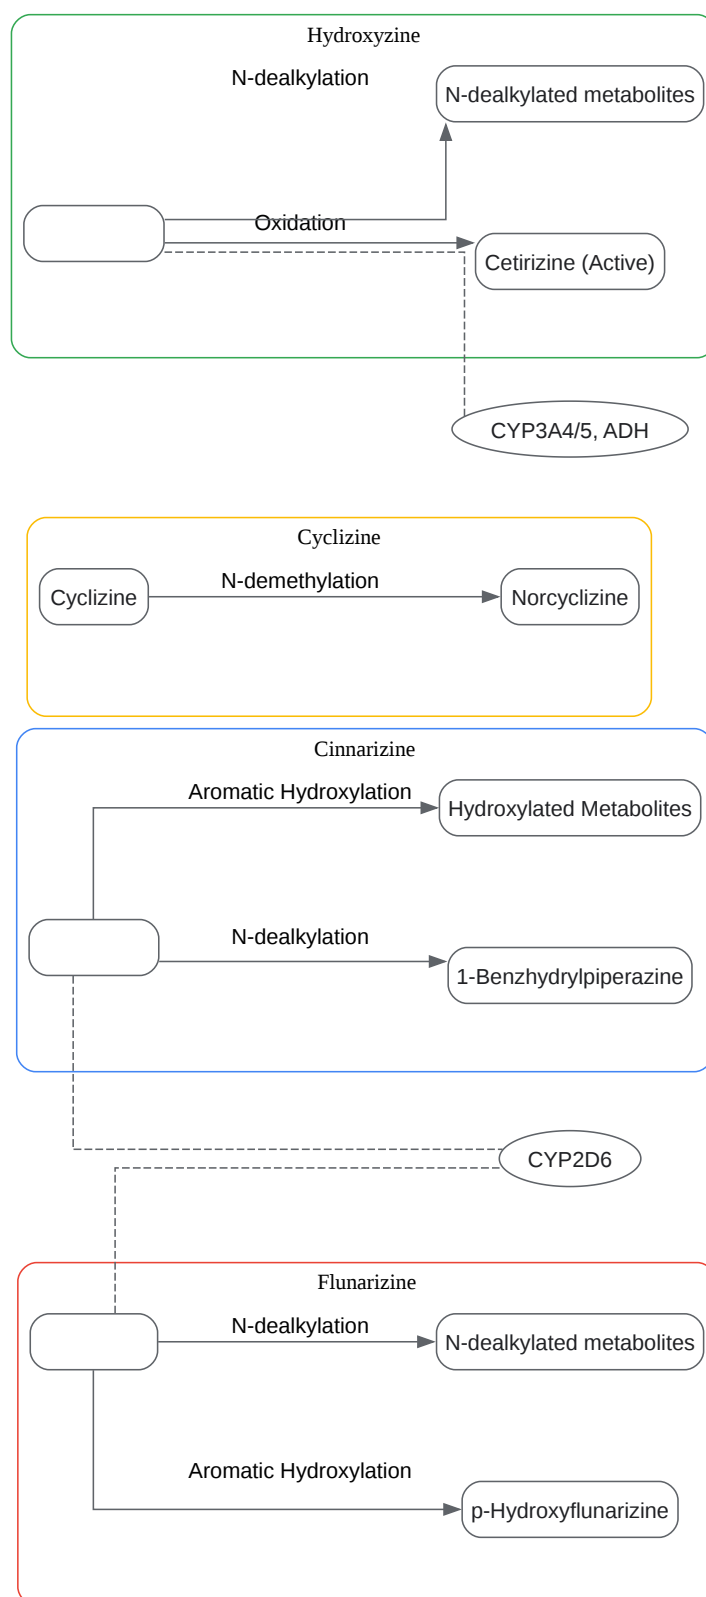 Hydroxyzine
N-dealkylation
N-dealkylated metabolites
Oxidation
Cetirizine (Active)
CYP3A4/5, ADH
Cyclizine
Cyclizine
N-demethylation
Norcyclizine
Cinnarizine
Aromatic Hydroxylation
Hydroxylated Metabolites
N-dealkylation
1-Benzhydrylpiperazine
CYP2D6
Flunarizine
N-dealkylation
N-dealkylated metabolites
Aromatic Hydroxylation
p-Hydroxyflunarizine